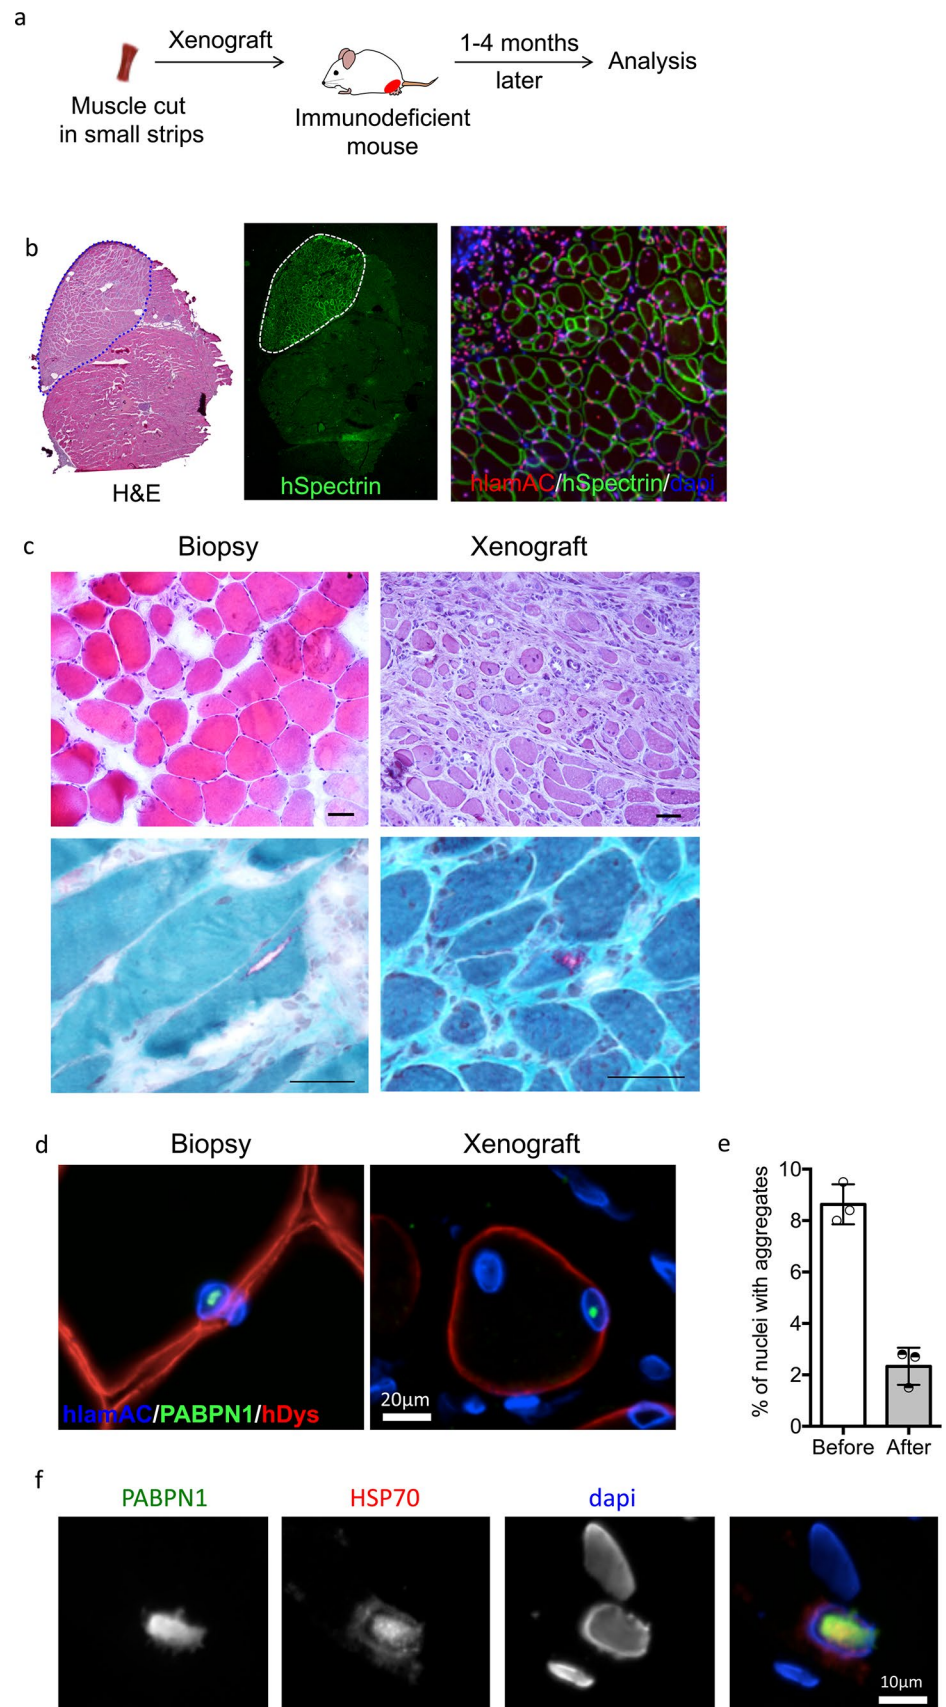 a
Xenograft
1-4 months
later
Analysis
Muscle cut
in small strips
Immunodeficient
mouse
b
H&E
hSpectrin
hlamAC/hSpectrin/dapi
c
Biopsy
Xenograft
d
Biopsy
Xenograft
hlamAC/PABPN1/hDys
20µm
e
% of nuclei with aggregates
10
8
6
4
2
0
Before
After
f
PABPN1
HSP70
dapi
10µm